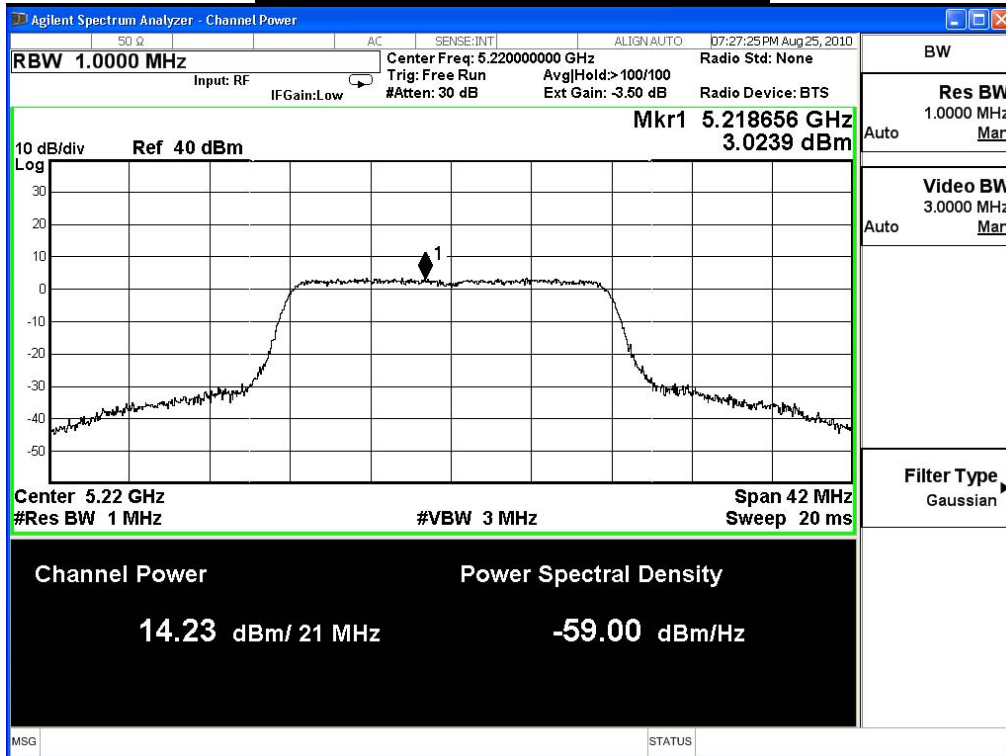 Agilent Spectrum Analyzer - Channel Power
50 Ω AC SENSE:INT ALIGN AUTO 07:27:25 PM Aug 25, 2010
RBW 1.0000 MHz
Input: RF
IFGain:Low
Center Freq: 5.220000000 GHz
Trig: Free Run Avg|Hold:>100/100
#Atten: 30 dB Ext Gain: -3.50 dB
Radio Std: None
Radio Device: BTS
Mkr1 5.218656 GHz
3.0239 dBm
10 dB/div Ref 40 dBm
Log
30
20
10
0
-10
-20
-30
-40
-50
1
Center 5.22 GHz Span 42 MHz
#Res BW 1 MHz #VBW 3 MHz Sweep 20 ms
Channel Power Power Spectral Density
14.23 dBm/ 21 MHz -59.00 dBm/Hz
MSG STATUS
BW
Res BW
1.0000 MHz
Auto Man
Video BW
3.0000 MHz
Auto Man
Filter Type
Gaussian